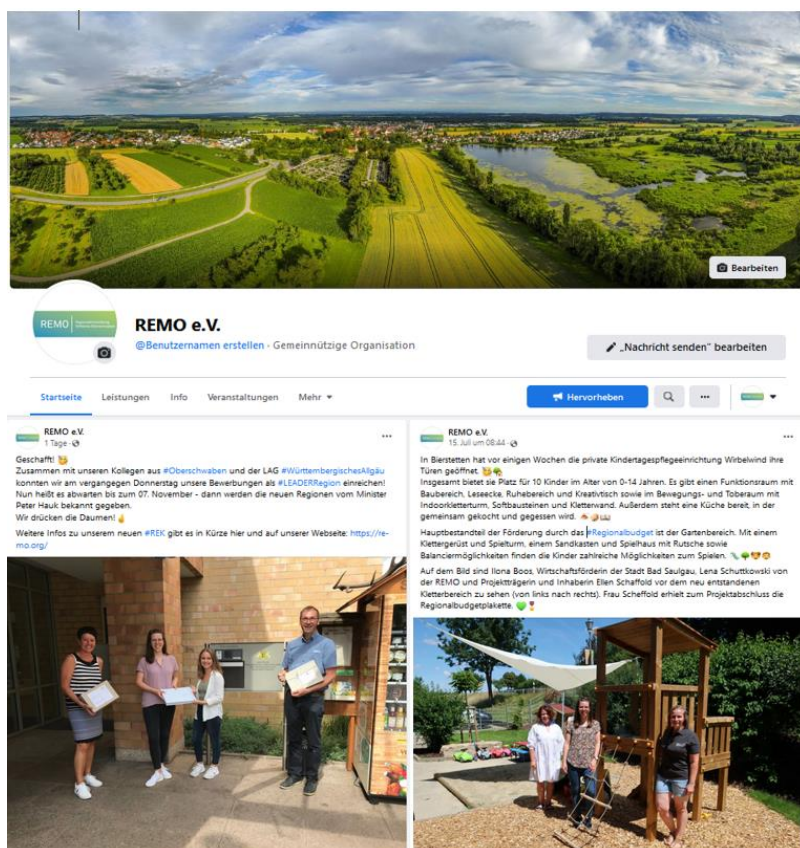 Bearbeiten
REMO
REMO e.V.
@Benutzernamen erstellen · Gemeinnützige Organisation
„Nachricht senden" bearbeiten
Startseite Leistungen Info Veranstaltungen Mehr
Hervorheben
REMO e.V.
1 Tage ·
Geschafft! 🥳
Zusammen mit unseren Kollegen aus #Oberschwaben und der LAG #WürttembergischesAllgäu
konnten wir am vergangen Donnerstag unsere Bewerbungen als #LEADERRegion einreichen!
Nun heißt es abwarten bis zum 07. November - dann werden die neuen Regionen vom Minister
Peter Hauk bekannt gegeben.
Wir drücken die Daumen! 🤞
Weitere Infos zu unserem neuen #REK gibt es in Kürze hier und auf unserer Webseite: https://re-
mo.org/
REMO e.V.
15. Juli um 08:44 ·
In Bierstetten hat vor einigen Wochen die private Kindertagespflegeeinrichtung Wirbelwind ihre
Türen geöffnet.
Insgesamt bietet sie Platz für 10 Kinder im Alter von 0-14 Jahren. Es gibt einen Funktionsraum mit
Baubereich, Leseecke, Ruhebereich und Kreativtisch sowie im Bewegungs- und Toberaum mit
Indoorkletterturm, Softbausteinen und Kletterwand. Außerdem steht eine Küche bereit, in der
gemeinsam gekocht und gegessen wird.
Hauptbestandteil der Förderung durch das #Regionalbudget ist der Gartenbereich. Mit einem
Klettergerüst und Spielturm, einem Sandkasten und Spielhaus mit Rutsche sowie
Balanciermöglichkeiten finden die Kinder zahlreiche Möglichkeiten zum Spielen.
Auf dem Bild sind Ilona Boos, Wirtschaftsförderin der Stadt Bad Saulgau, Lena Schuttkowski von
der REMO und Projektträgerin und Inhaberin Ellen Schaffold vor dem neu entstandenen
Kletterbereich zu sehen (von links nach rechts). Frau Scheffold erhielt zum Projektabschluss die
Regionalbudgetplakette.